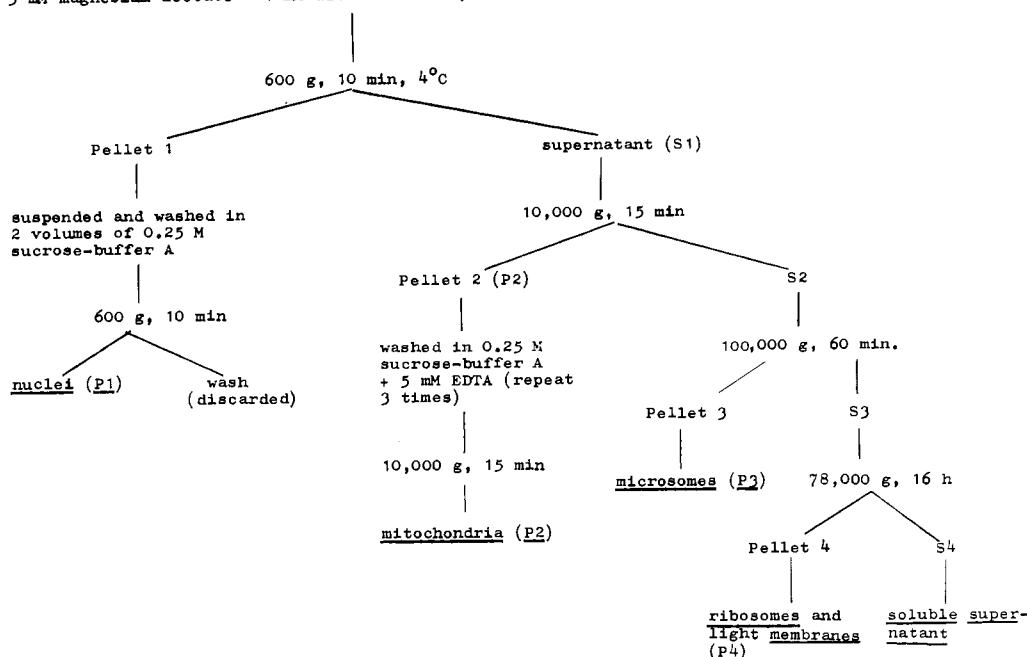 600 g, 10 min, 4°C
Pellet 1
supernatant (S1)
suspended and washed in
2 volumes of 0.25 M
sucrose-buffer A
10,000 g, 15 min
Pellet 2 (P2)
S2
600 g, 10 min
washed in 0.25 M
sucrose-buffer A
+ 5 mM EDTA (repeat
3 times)
100,000 g, 60 min.
nuclei (P1)
wash
(discarded)
Pellet 3
S3
10,000 g, 15 min
microsomes (P3)
78,000 g, 16 h
mitochondria (P2)
Pellet 4
S4
ribosomes and
light membranes
(P4)
soluble super-
natant